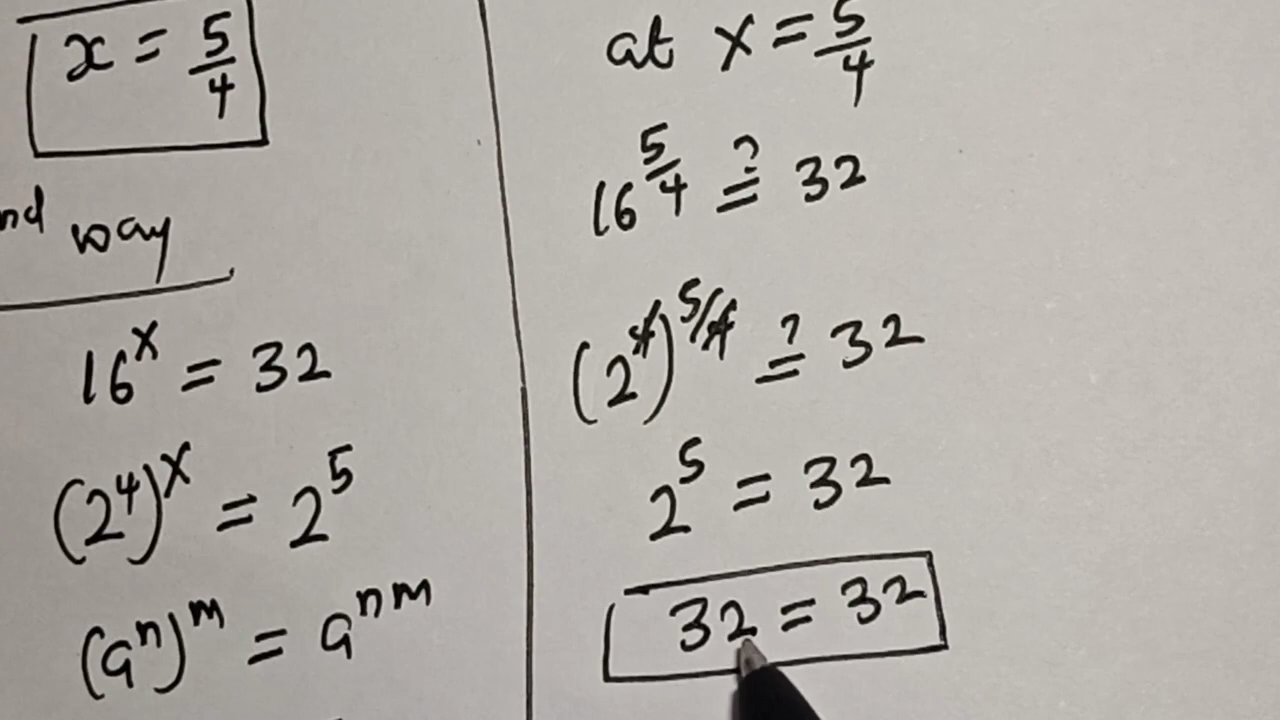 x = 5/4
nd way
16^x = 32
(2^4)^x = 2^5
(a^n)^m = a^nm
at x = 5/4
16^5/4 ≟ 32
(2^4)^5/4 ≟ 32
2^5 = 32
32 = 32